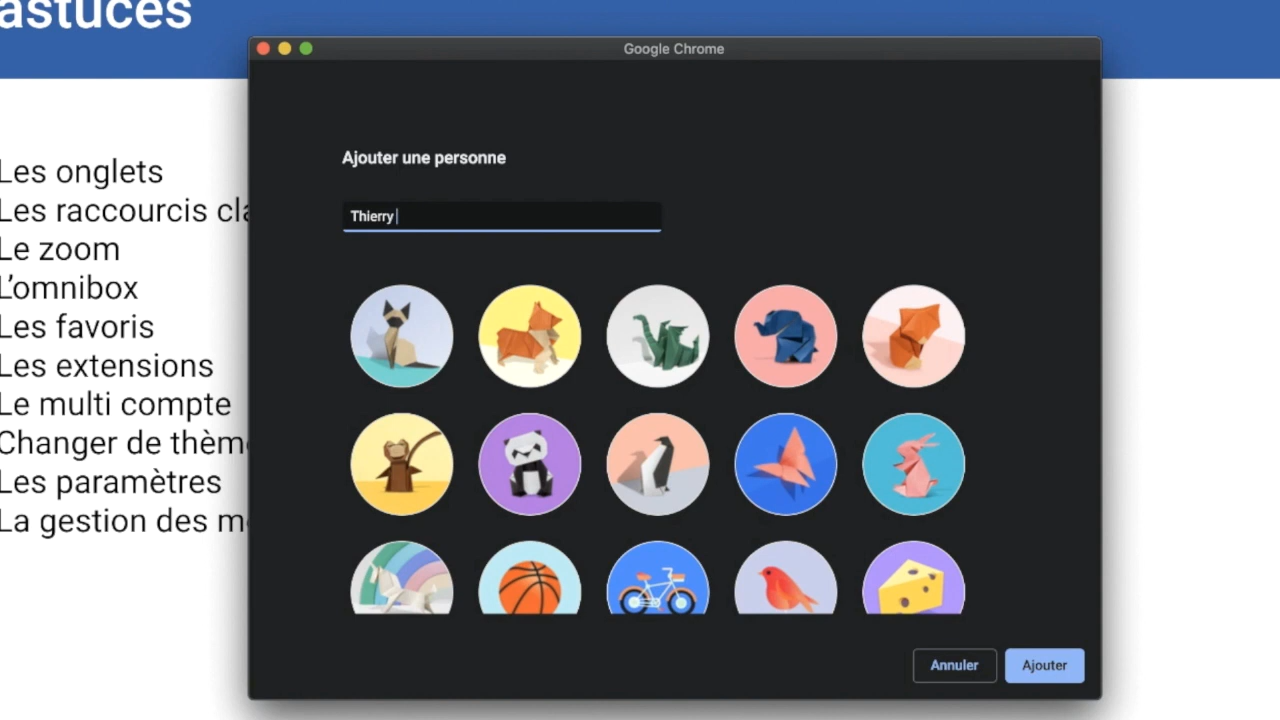 astuces
Google Chrome
Ajouter une personne
Thierry
Les onglets
Les raccourcis cla
Le zoom
L’omnibox
Les favoris
Les extensions
Le multi compte
Changer de thèm
Les paramètres
La gestion des m
Annuler
Ajouter